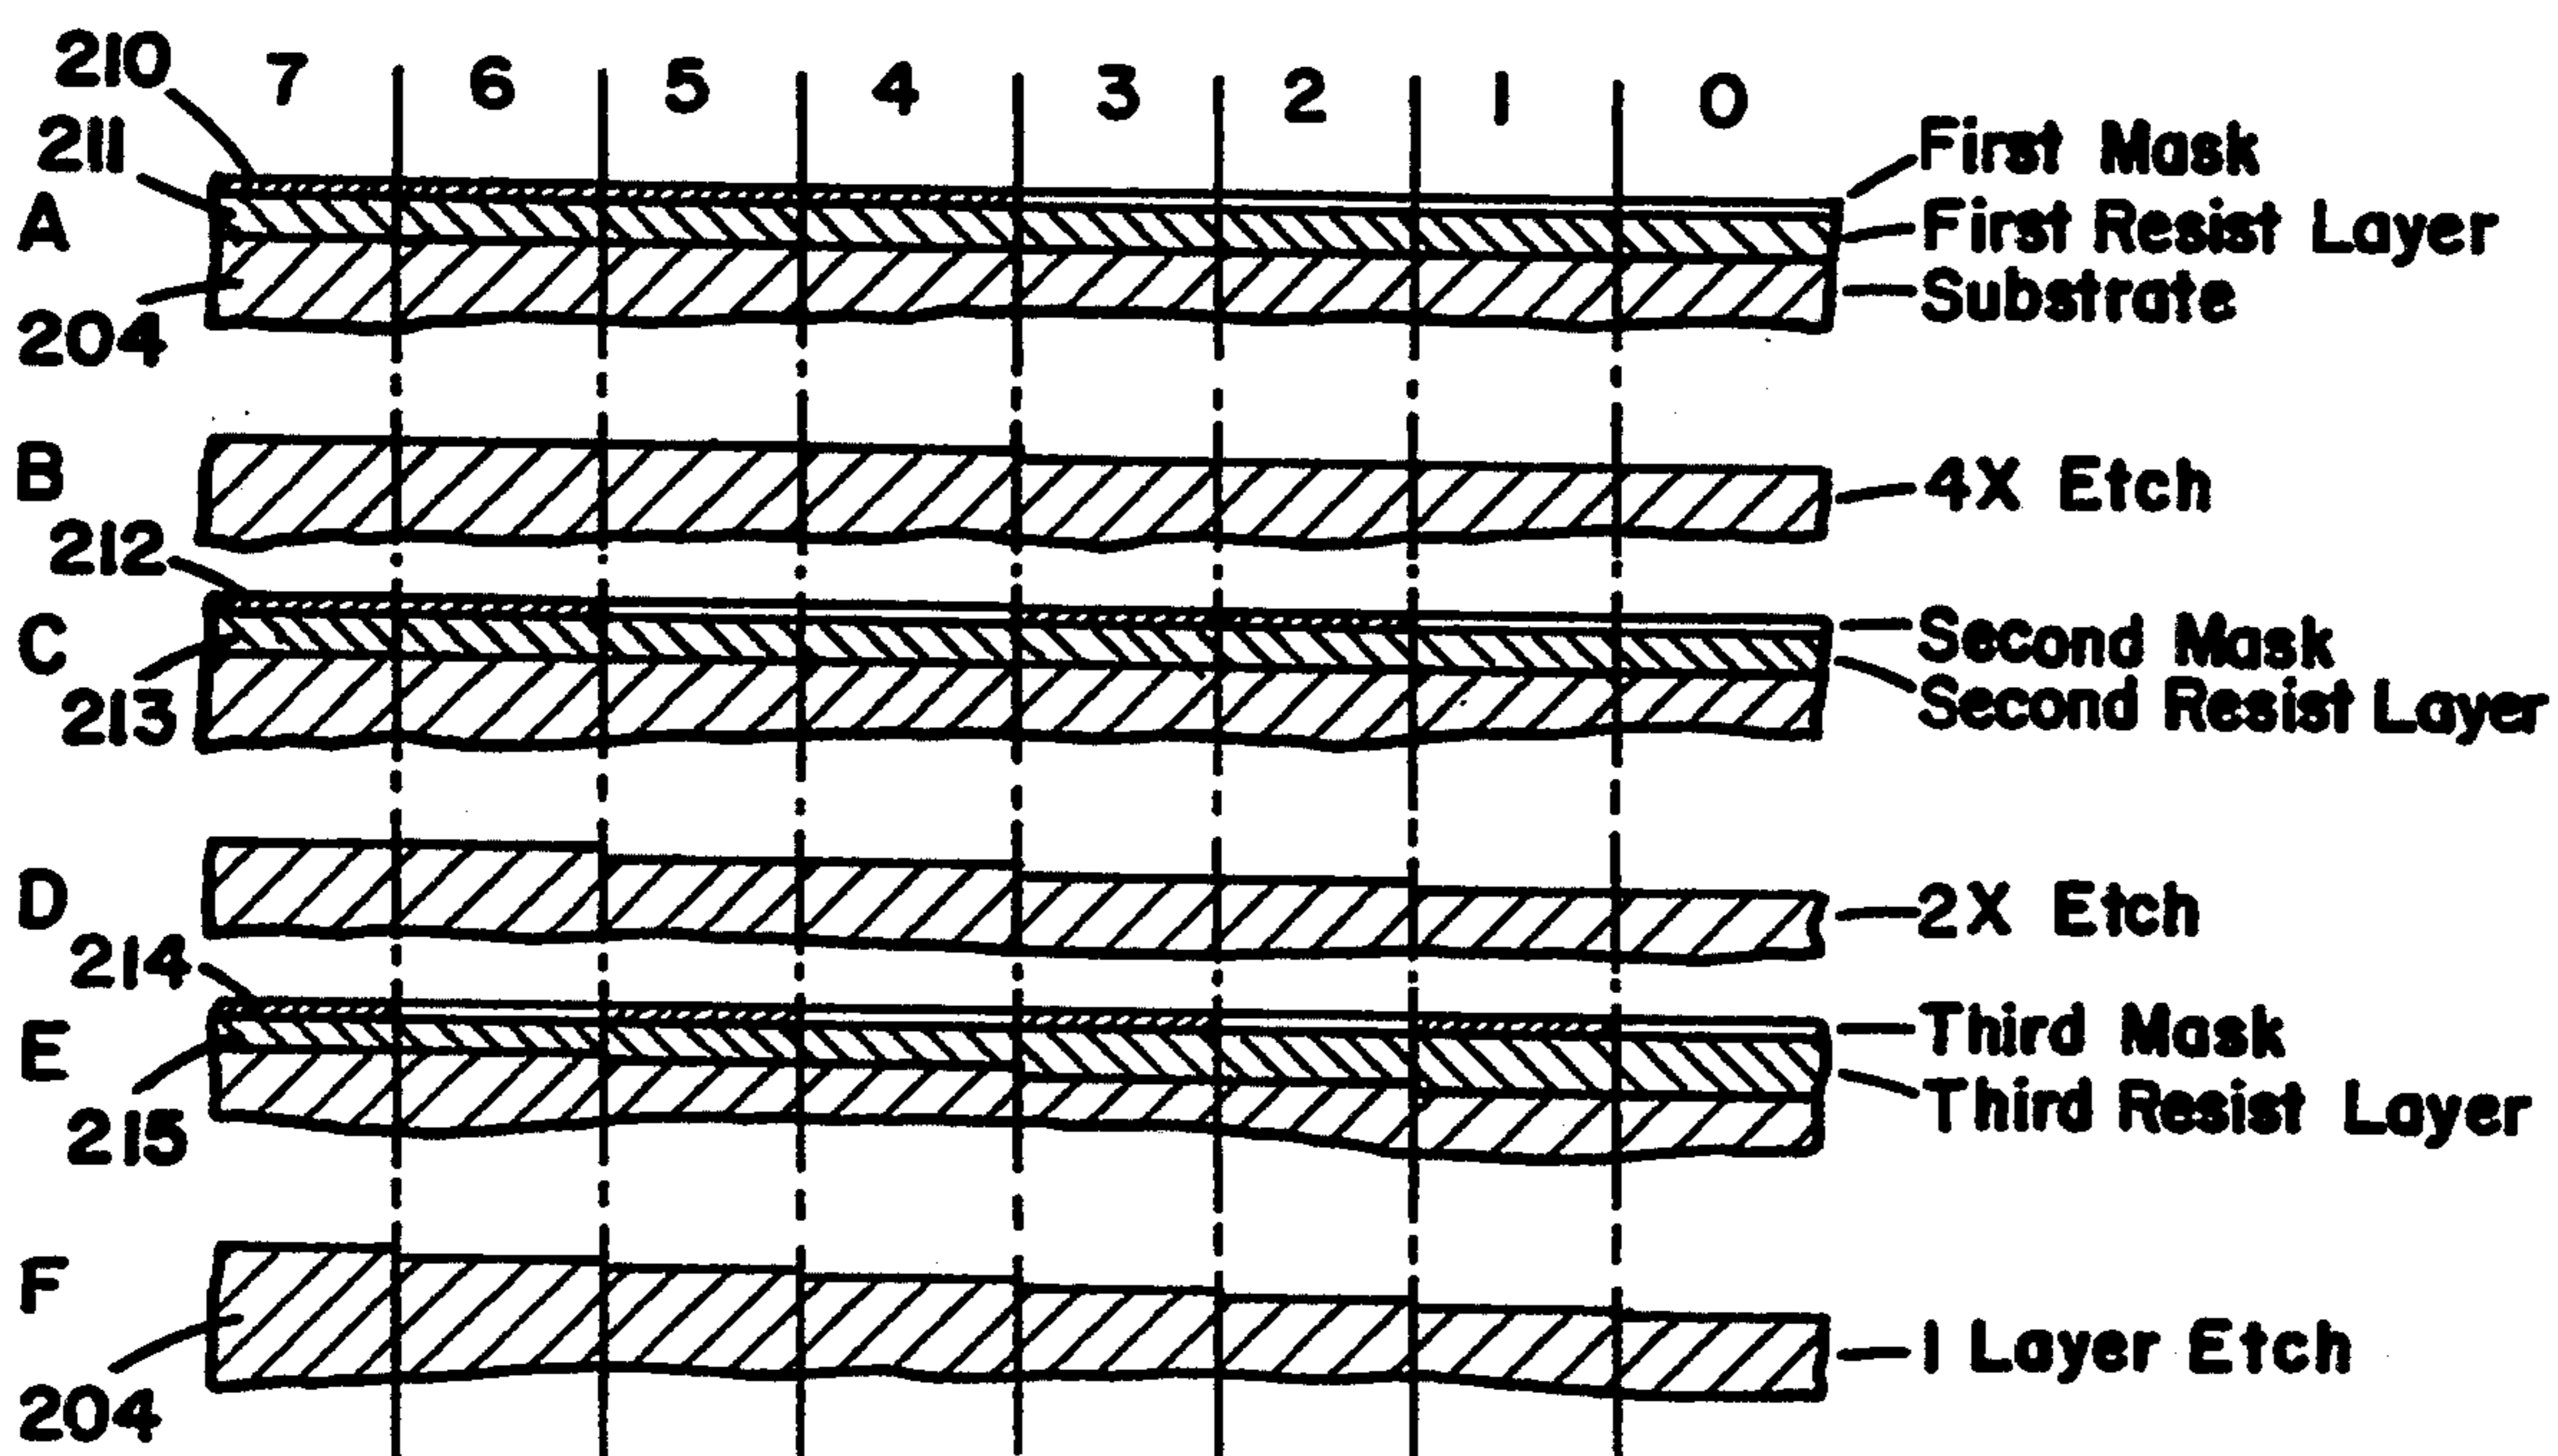 210 7 6 5 4 3 2 1 0
211
First Mask
A
First Resist Layer
Substrate
204
B
4X Etch
212
C
Second Mask
213
Second Resist Layer
D
2X Etch
214
E
Third Mask
215
Third Resist Layer
F
1 Layer Etch
204